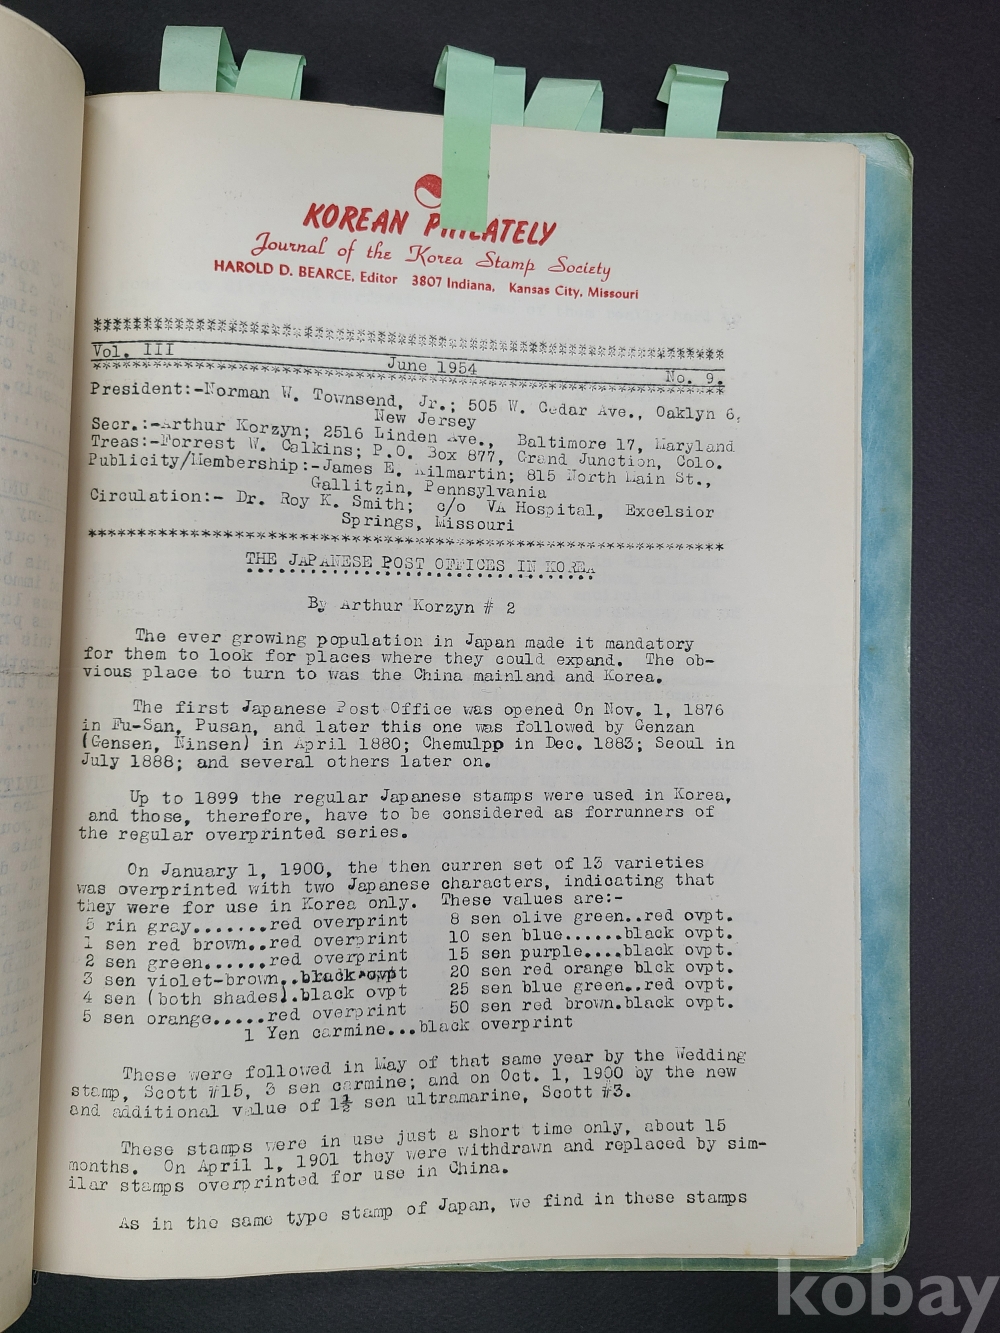 KOREAN PHILATELY
Journal of the Korea Stamp Society
HAROLD D. BEARCE, Editor 3807 Indiana, Kansas City, Missouri
Vol. III June 1954 No. 9.
President:-Norman W. Townsend, Jr.; 505 W. Cedar Ave., Oaklyn 6,
New Jersey
Secr.:-Arthur Korzyn; 2516 Linden Ave., Baltimore 17, Maryland
Treas:-Forrest W. Calkins; P.O. Box 877, Grand Junction, Colo.
Publicity/Membership:-James E. Kilmartin; 815 North Main St.,
Gallitzin, Pennsylvania
Circulation:- Dr. Roy K. Smith; c/o VA Hospital, Excelsior
Springs, Missouri
THE JAPANESE POST OFFICES IN KOREA
By Arthur Korzyn # 2
The ever growing population in Japan made it mandatory
for them to look for places where they could expand. The ob-
vious place to turn to was the China mainland and Korea.
The first Japanese Post Office was opened On Nov. 1, 1876
in Fu-San, Pusan, and later this one was followed by Genzan
(Gensen, Ninsen) in April 1880; Chemulpp in Dec. 1883; Seoul in
July 1888; and several others later on.
Up to 1899 the regular Japanese stamps were used in Korea,
and those, therefore, have to be considered as forrunners of
the regular overprinted series.
On January 1, 1900, the then curren set of 13 varieties
was overprinted with two Japanese characters, indicating that
they were for use in Korea only. These values are:-
5 rin gray.......red overprint 8 sen olive green..red ovpt.
1 sen red brown..red overprint 10 sen blue......black ovpt.
2 sen green......red overprint 15 sen purple....black ovpt.
3 sen violet-brown..black ovpt 20 sen red orange blck ovpt.
4 sen (both shades).black ovpt 25 sen blue green..red ovpt.
5 sen orange.....red overprint 50 sen red brown.black ovpt.
1 Yen carmine...black overprint
These were followed in May of that same year by the Wedding
stamp, Scott #15, 3 sen carmine; and on Oct. 1, 1900 by the new
and additional value of 1½ sen ultramarine, Scott #3.
These stamps were in use just a short time only, about 15
months. On April 1, 1901 they were withdrawn and replaced by sim-
ilar stamps overprinted for use in China.
As in the same type stamp of Japan, we find in these stamps
kobay